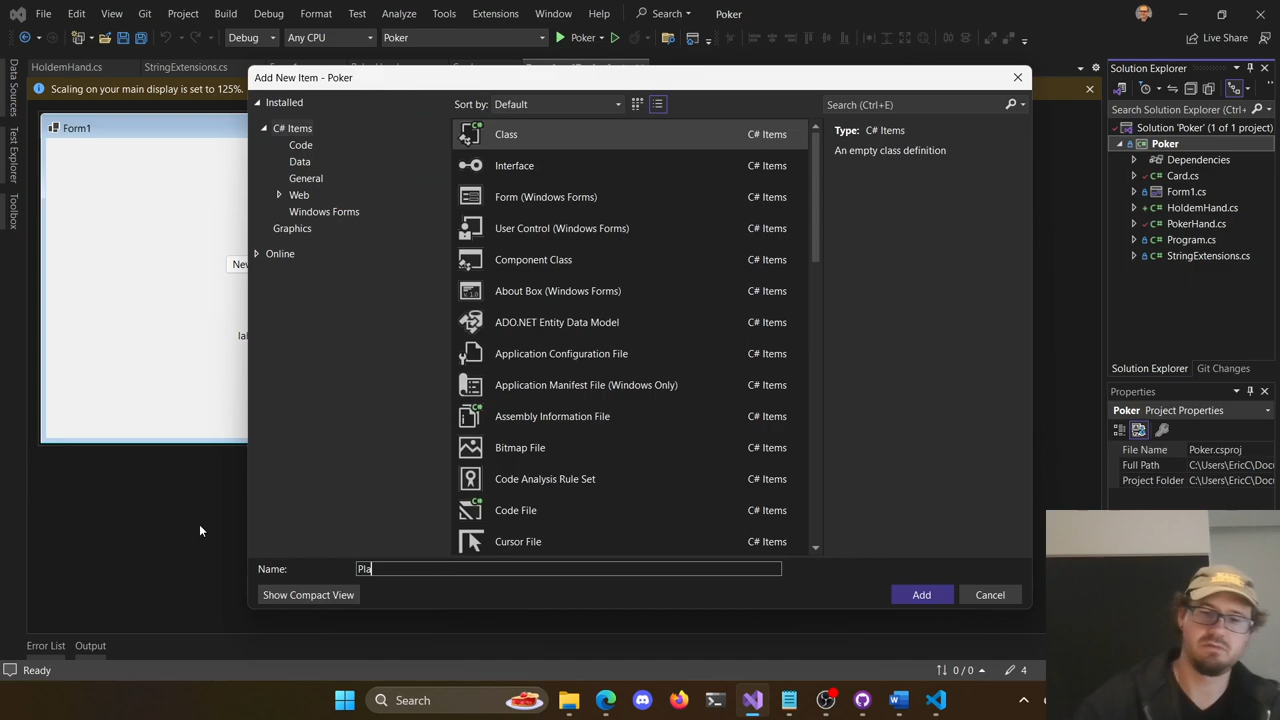 File Edit View Git Project Build Debug Format Test Analyze Tools Extensions Window Help Search Poker
Debug Any CPU Poker Poker Live Share
HoldemHand.cs StringExtensions.cs
Scaling on your main display is set to 125%.
Data Sources
Test Explorer
Toolbox
Form1
New
lal
Add New Item - Poker
Installed
C# Items
Code
Data
General
Web
Windows Forms
Graphics
Online
Sort by: Default
Class C# Items
Interface C# Items
Form (Windows Forms) C# Items
User Control (Windows Forms) C# Items
Component Class C# Items
About Box (Windows Forms) C# Items
ADO.NET Entity Data Model C# Items
Application Configuration File C# Items
Application Manifest File (Windows Only) C# Items
Assembly Information File C# Items
Bitmap File C# Items
Code Analysis Rule Set C# Items
Code File C# Items
Cursor File C# Items
Search (Ctrl+E)
Type: C# Items
An empty class definition
Name: Pla
Show Compact View Add Cancel
Solution Explorer
Search Solution Explorer (Ctrl+
Solution 'Poker' (1 of 1 project)
Poker
Dependencies
Card.cs
Form1.cs
HoldemHand.cs
PokerHand.cs
Program.cs
StringExtensions.cs
Solution Explorer Git Changes
Properties
Poker Project Properties
File Name Poker.csproj
Full Path C:\Users\EricC\Docu
Project Folder C:\Users\EricC\Docu
Error List Output
Ready 0 / 0 4
Search